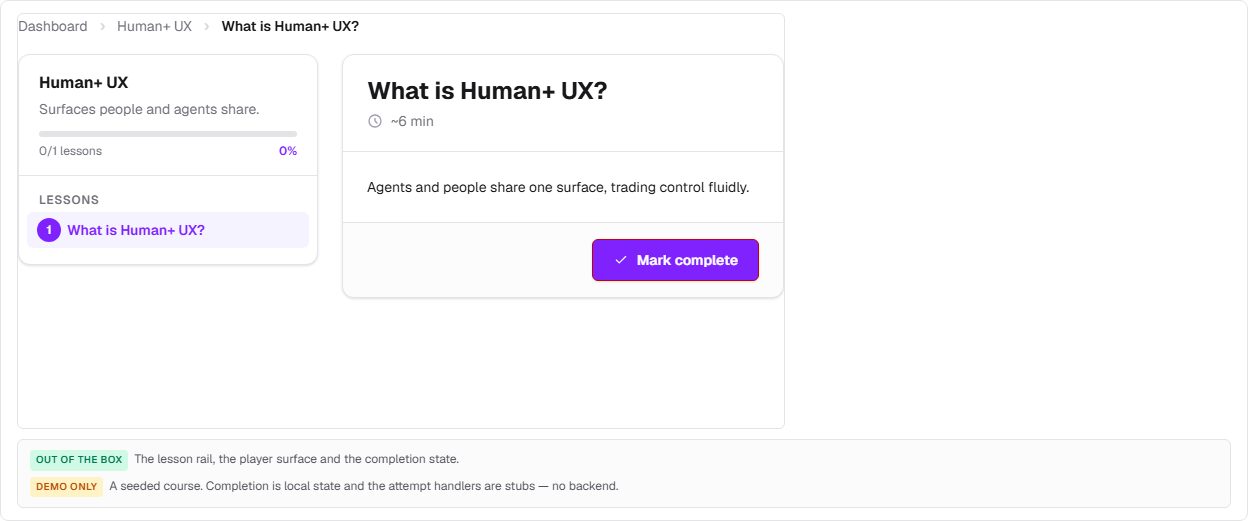 Dashboard › Human+ UX › What is Human+ UX?
Human+ UX
Surfaces people and agents share.
0/1 lessons 0%
LESSONS
1 What is Human+ UX?
What is Human+ UX?
~6 min
Agents and people share one surface, trading control fluidly.
Mark complete
OUT OF THE BOX The lesson rail, the player surface and the completion state.
DEMO ONLY A seeded course. Completion is local state and the attempt handlers are stubs — no backend.